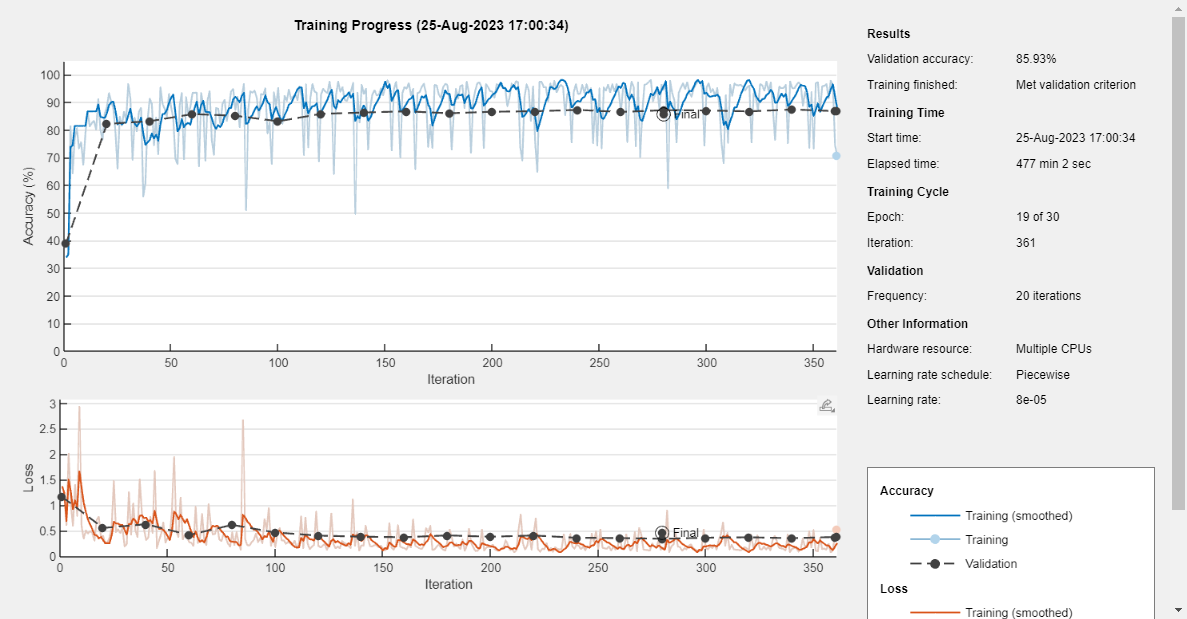 Training Progress (25-Aug-2023 17:00:34)
Accuracy (%)
100
90
80
70
60
50
40
30
20
10
0
Final
0 50 100 150 200 250 300 350
Iteration
Loss
3
2.5
2
1.5
1
0.5
0
Final
0 50 100 150 200 250 300 350
Iteration
Results
Validation accuracy: 85.93%
Training finished: Met validation criterion
Training Time
Start time: 25-Aug-2023 17:00:34
Elapsed time: 477 min 2 sec
Training Cycle
Epoch: 19 of 30
Iteration: 361
Validation
Frequency: 20 iterations
Other Information
Hardware resource: Multiple CPUs
Learning rate schedule: Piecewise
Learning rate: 8e-05
Accuracy
Training (smoothed)
Training
Validation
Loss
Training (smoothed)